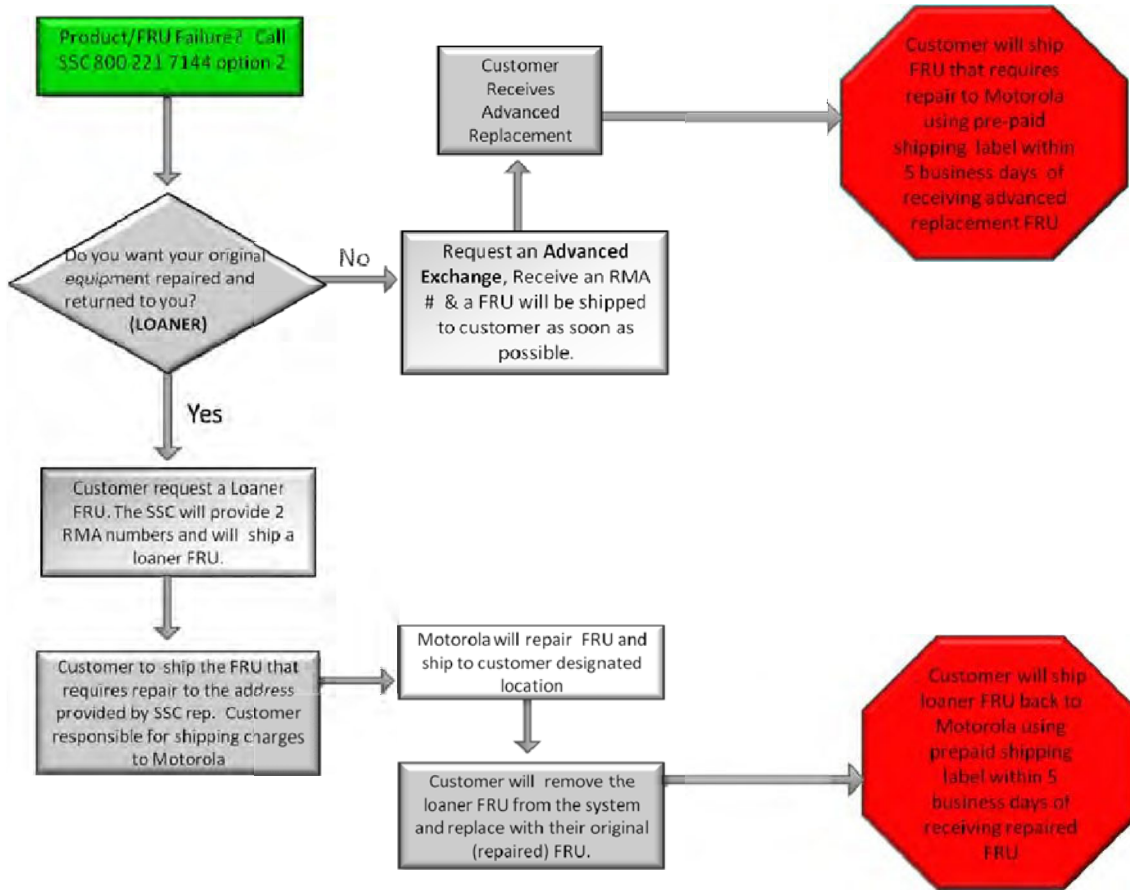 Product/FRU Failure? Call
SSC 800 221 7144 option 2
Do you want your original
equipment repaired and
returned to you?
(LOANER)
No
Request an Advanced
Exchange, Receive an RMA
# & a FRU will be shipped
to customer as soon as
possible.
Customer
Receives
Advanced
Replacement
Customer will ship
FRU that requires
repair to Motorola
using pre-paid
shipping label within
5 business days of
receiving advanced
replacement FRU
Yes
Customer request a Loaner
FRU. The SSC will provide 2
RMA numbers and will ship a
loaner FRU.
Customer to ship the FRU that
requires repair to the address
provided by SSC rep. Customer
responsible for shipping charges
to Motorola
Motorola will repair FRU and
ship to customer designated
location
Customer will remove the
loaner FRU from the system
and replace with their original
(repaired) FRU.
Customer will ship
loaner FRU back to
Motorola using
prepaid shipping
label within 5
business days of
receiving repaired
FRU